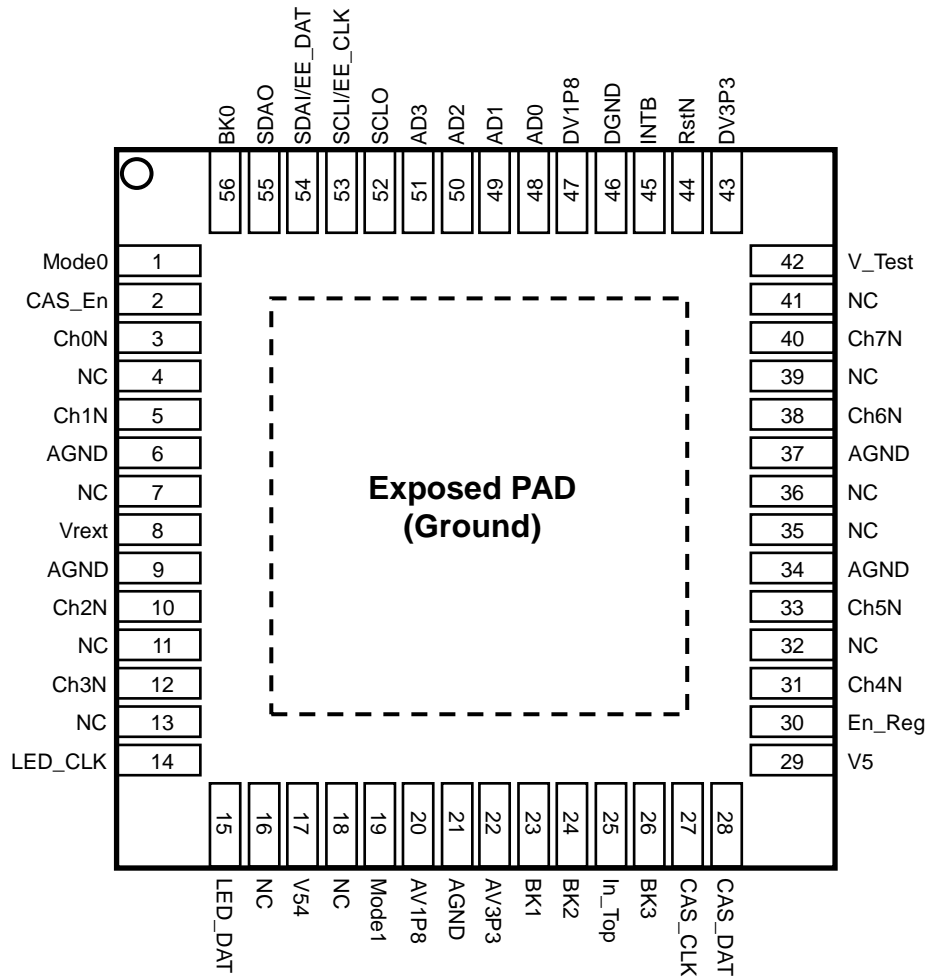 BK0
SDAO
SDAI/EE_DAT
SCLI/EE_CLK
SCLO
AD3
AD2
AD1
AD0
DV1P8
DGND
INTB
RstN
DV3P3
56
55
54
53
52
51
50
49
48
47
46
45
44
43
Mode0 1
CAS_En 2
Ch0N 3
NC 4
Ch1N 5
AGND 6
NC 7
Vrext 8
AGND 9
Ch2N 10
NC 11
Ch3N 12
NC 13
LED_CLK 14
Exposed PAD
(Ground)
42 V_Test
41 NC
40 Ch7N
39 NC
38 Ch6N
37 AGND
36 NC
35 NC
34 AGND
33 Ch5N
32 NC
31 Ch4N
30 En_Reg
29 V5
15
16
17
18
19
20
21
22
23
24
25
26
27
28
LED_DAT
NC
V54
NC
Mode1
AV1P8
AGND
AV3P3
BK1
BK2
In_Top
BK3
CAS_CLK
CAS_DAT